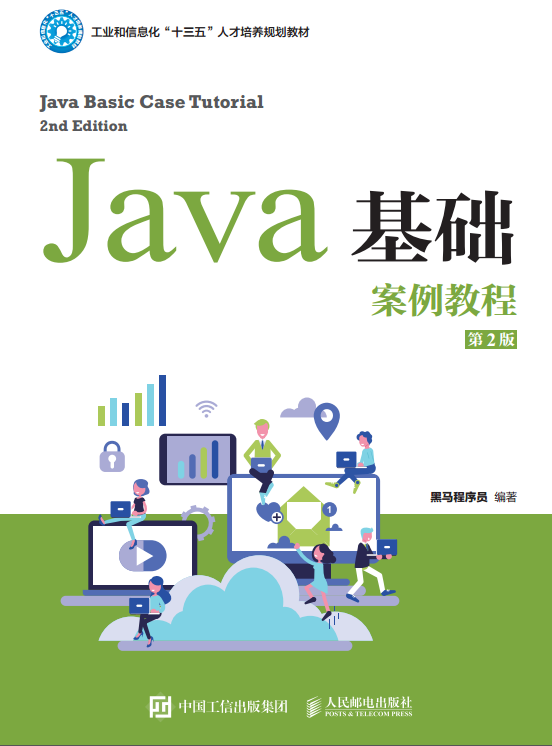 工业和信息化“十三五”人才培养规划教材
Java Basic Case Tutorial
2nd Edition
Java 基础
案例教程
第2版
黑马程序员 编著
1
中国工信出版集团 人民邮电出版社
POSTS & TELECOM PRESS